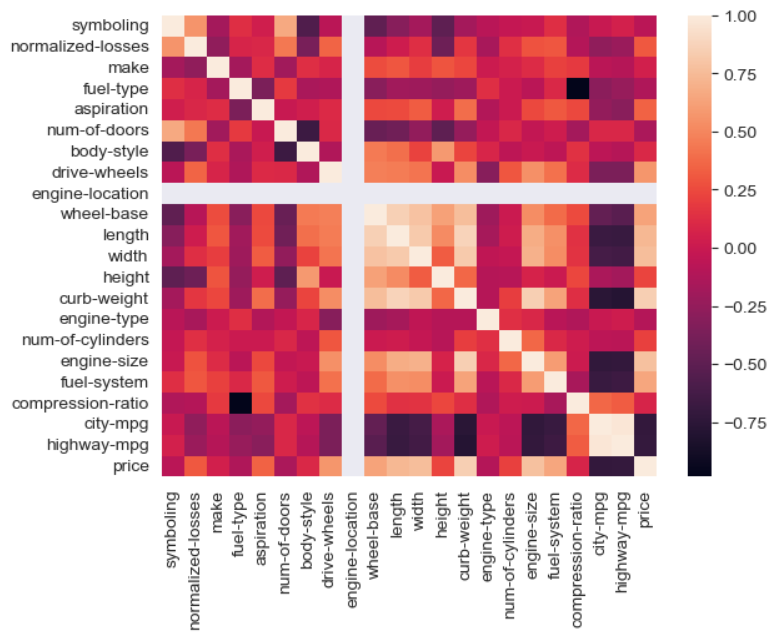 symboling
normalized-losses
make
fuel-type
aspiration
num-of-doors
body-style
drive-wheels
engine-location
wheel-base
length
width
height
curb-weight
engine-type
num-of-cylinders
engine-size
fuel-system
compression-ratio
city-mpg
highway-mpg
price
symboling
normalized-losses
make
fuel-type
aspiration
num-of-doors
body-style
drive-wheels
engine-location
wheel-base
length
width
height
curb-weight
engine-type
num-of-cylinders
engine-size
fuel-system
compression-ratio
city-mpg
highway-mpg
price
1.00
0.75
0.50
0.25
0.00
−0.25
−0.50
−0.75